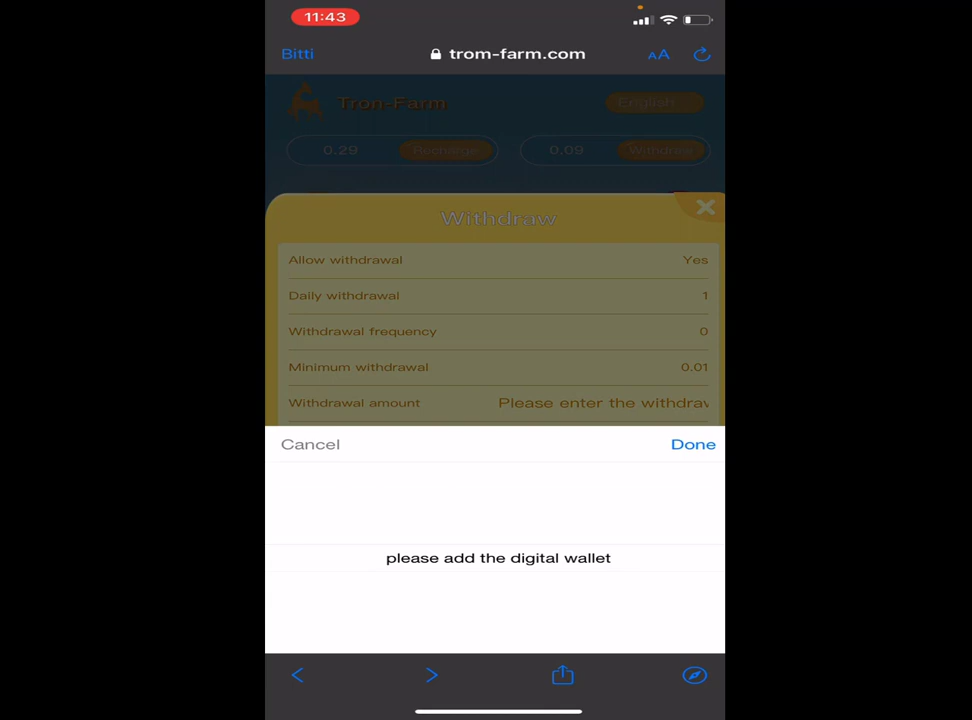 11:43
Bitti
trom-farm.com
AA
Tron-Farm
English
0.29
Recharge
0.09
Withdraw
Withdraw
Allow withdrawal
Yes
Daily withdrawal
1
Withdrawal frequency
0
Minimum withdrawal
0.01
Withdrawal amount
Please enter the withdraw
Cancel
Done
please add the digital wallet